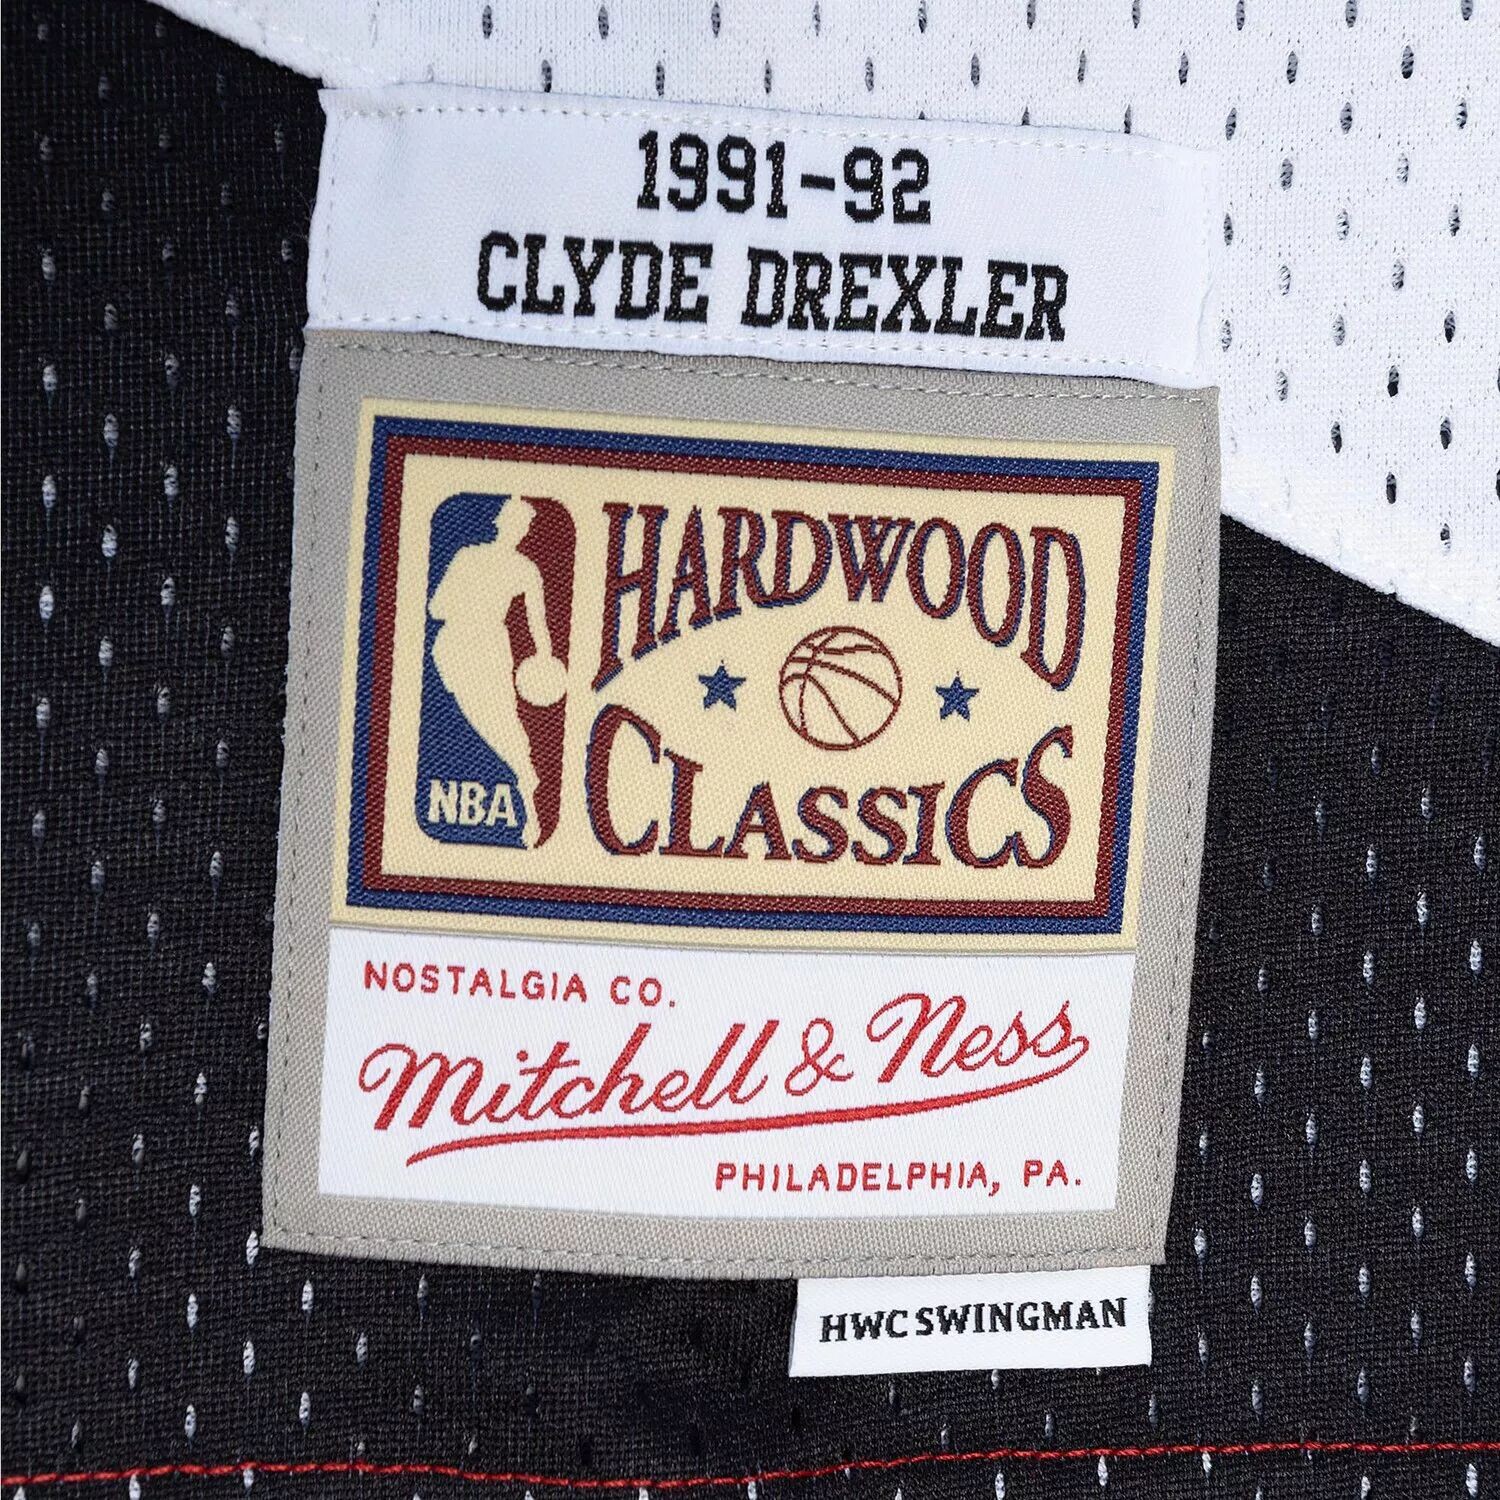 1991-92
CLYDE DREXLER
HARDWOOD
CLASSICS
NBA
NOSTALGIA CO.
Mitchell & Ness
PHILADELPHIA, PA.
HWC SWINGMAN